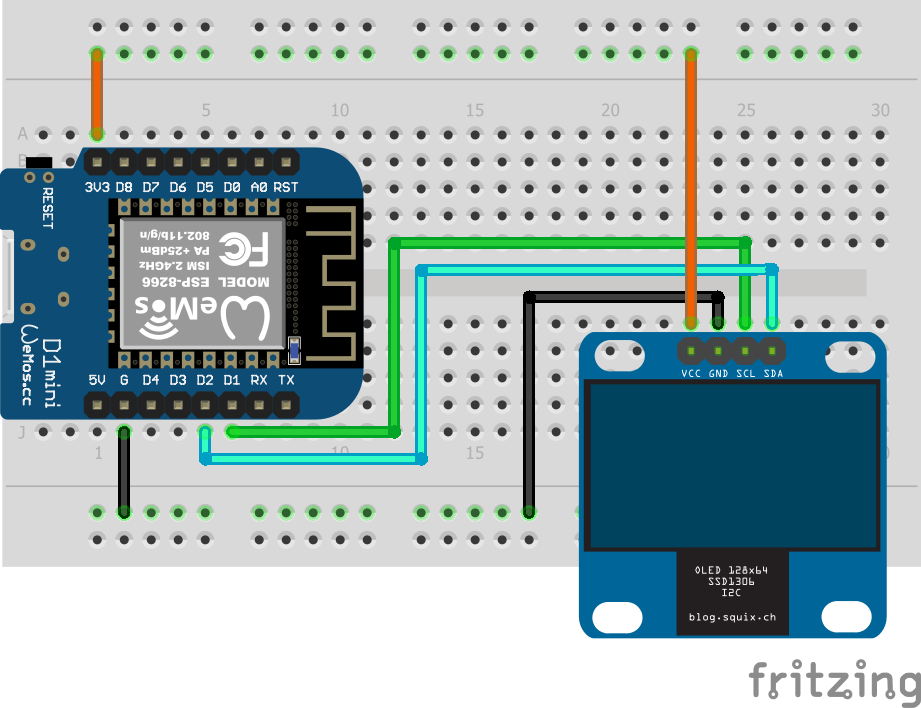 5 10 15 20 25 30
A
B
3V3 D8 D7 D6 D5 D0 A0 RST
RESET
802.11b/g/n
PA +25dBm
ISM 2.4GHz
MODEL ESP-8266
FC
WeMos
D1mini
WeMos.cc
5V G D4 D3 D2 D1 RX TX
J
1 10 15
VCC GND SCL SDA
OLED 128x64
SSD1306
I2C
blog.squix.ch
fritzing